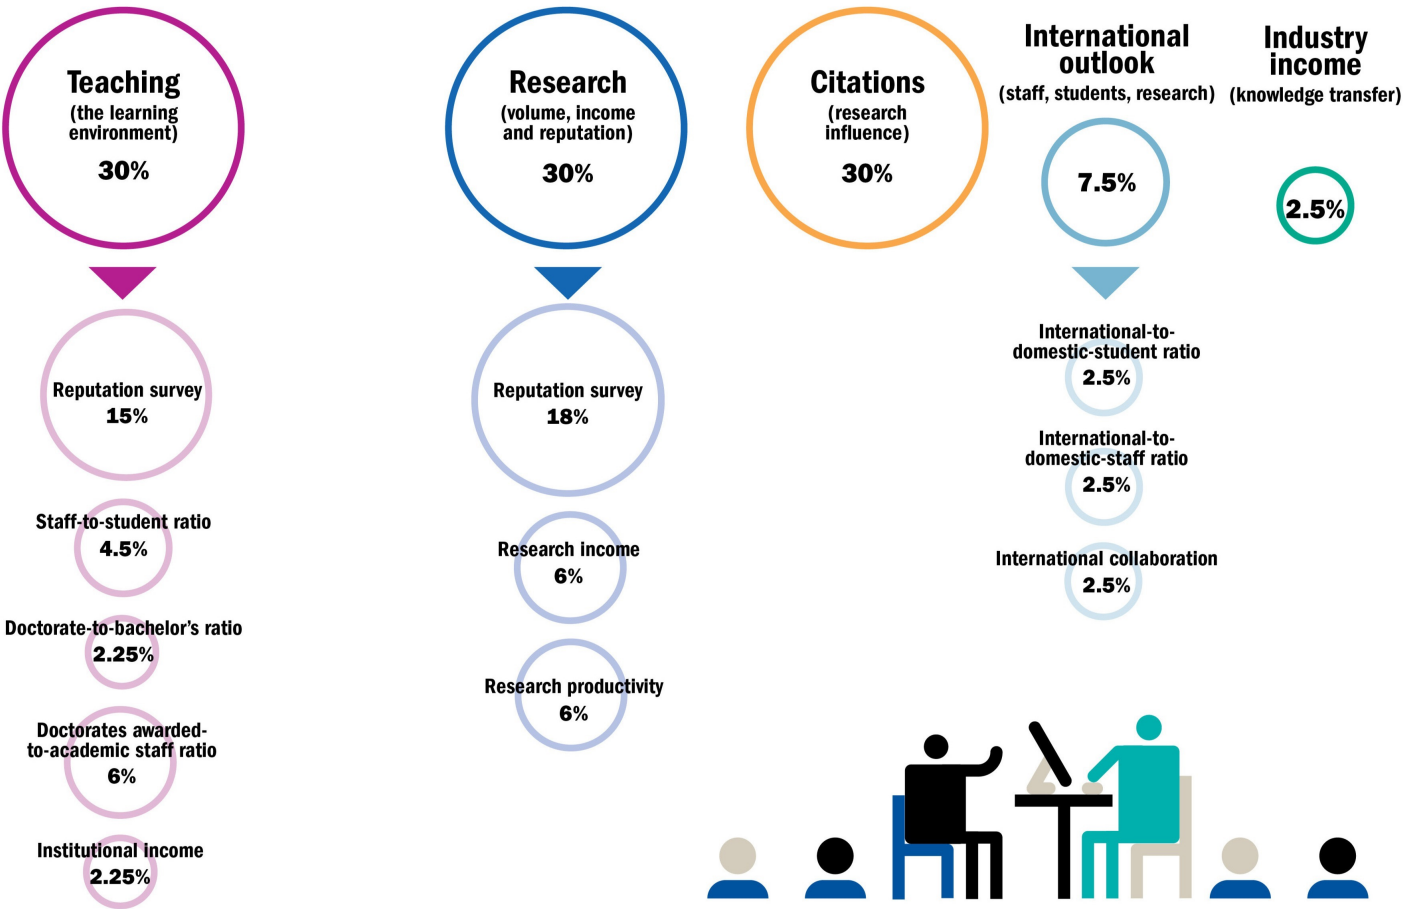 Teaching
(the learning
environment)
30%
Reputation survey
15%
Staff-to-student ratio
4.5%
Doctorate-to-bachelor’s ratio
2.25%
Doctorates awarded-
to-academic staff ratio
6%
Institutional income
2.25%
Research
(volume, income
and reputation)
30%
Reputation survey
18%
Research income
6%
Research productivity
6%
Citations
(research
influence)
30%
International
outlook
(staff, students, research)
7.5%
International-to-
domestic-student ratio
2.5%
International-to-
domestic-staff ratio
2.5%
International collaboration
2.5%
Industry
income
(knowledge transfer)
2.5%